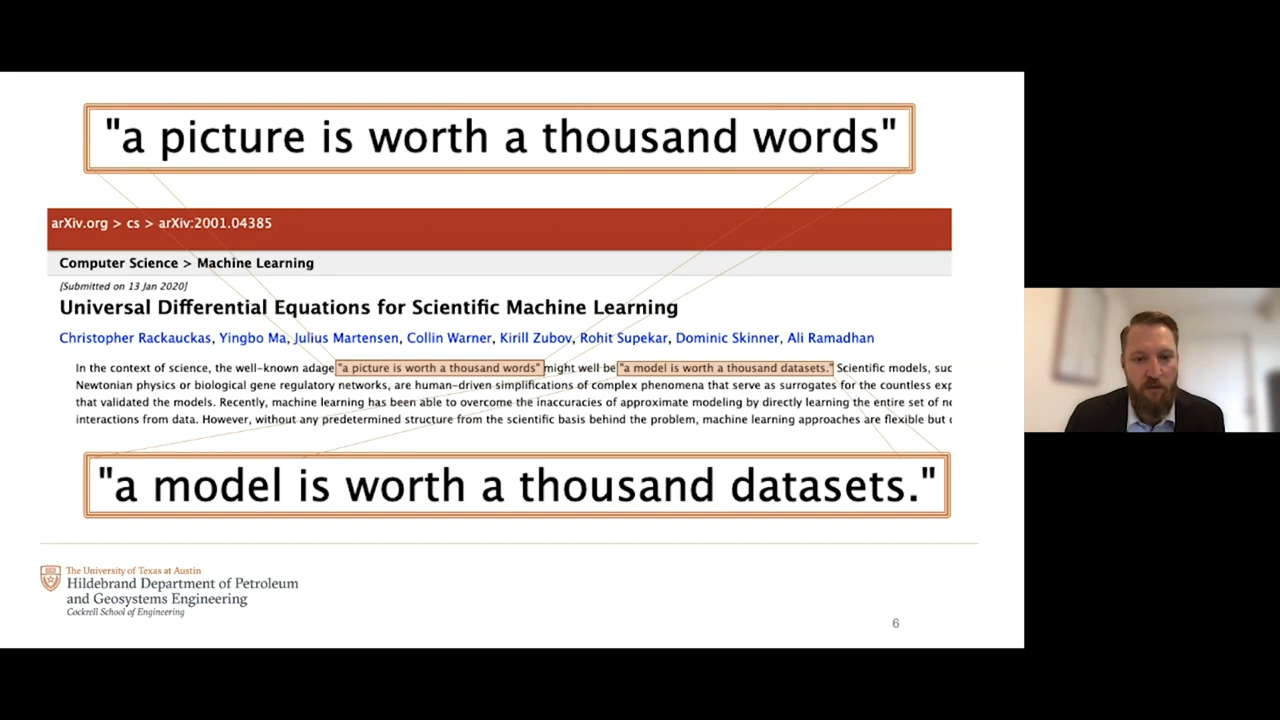 "a picture is worth a thousand words"
arXiv.org > cs > arXiv:2001.04385
Computer Science > Machine Learning
[Submitted on 13 Jan 2020]
Universal Differential Equations for Scientific Machine Learning
Christopher Rackauckas, Yingbo Ma, Julius Martensen, Collin Warner, Kirill Zubov, Rohit Supekar, Dominic Skinner, Ali Ramadhan
In the context of science, the well-known adage "a picture is worth a thousand words" might well be "a model is worth a thousand datasets." Scientific models, suc
Newtonian physics or biological gene regulatory networks, are human-driven simplifications of complex phenomena that serve as surrogates for the countless exp
that validated the models. Recently, machine learning has been able to overcome the inaccuracies of approximate modeling by directly learning the entire set of no
interactions from data. However, without any predetermined structure from the scientific basis behind the problem, machine learning approaches are flexible but
"a model is worth a thousand datasets."
The University of Texas at Austin
Hildebrand Department of Petroleum
and Geosystems Engineering
Cockrell School of Engineering
6